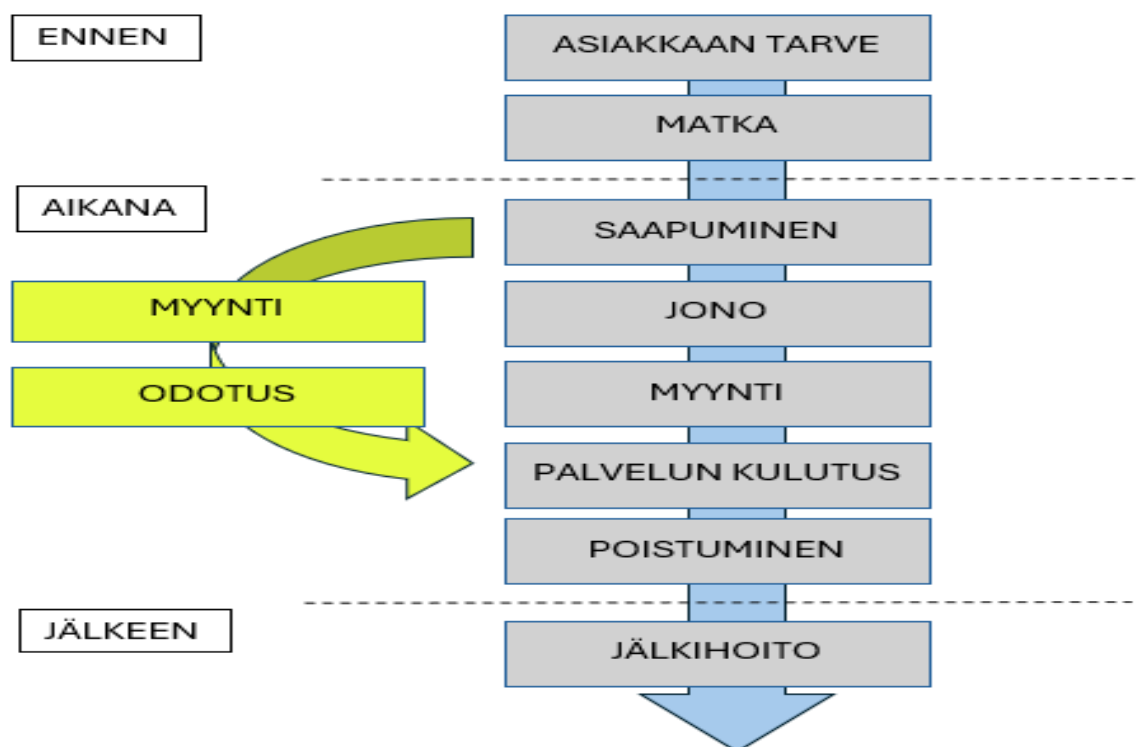 ENNEN
ASIAKKAAN TARVE
MATKA
AIKANA
SAAPUMINEN
MYYNTI
JONO
ODOTUS
MYYNTI
PALVELUN KULUTUS
POISTUMINEN
JÄLKEEN
JÄLKIHOITO